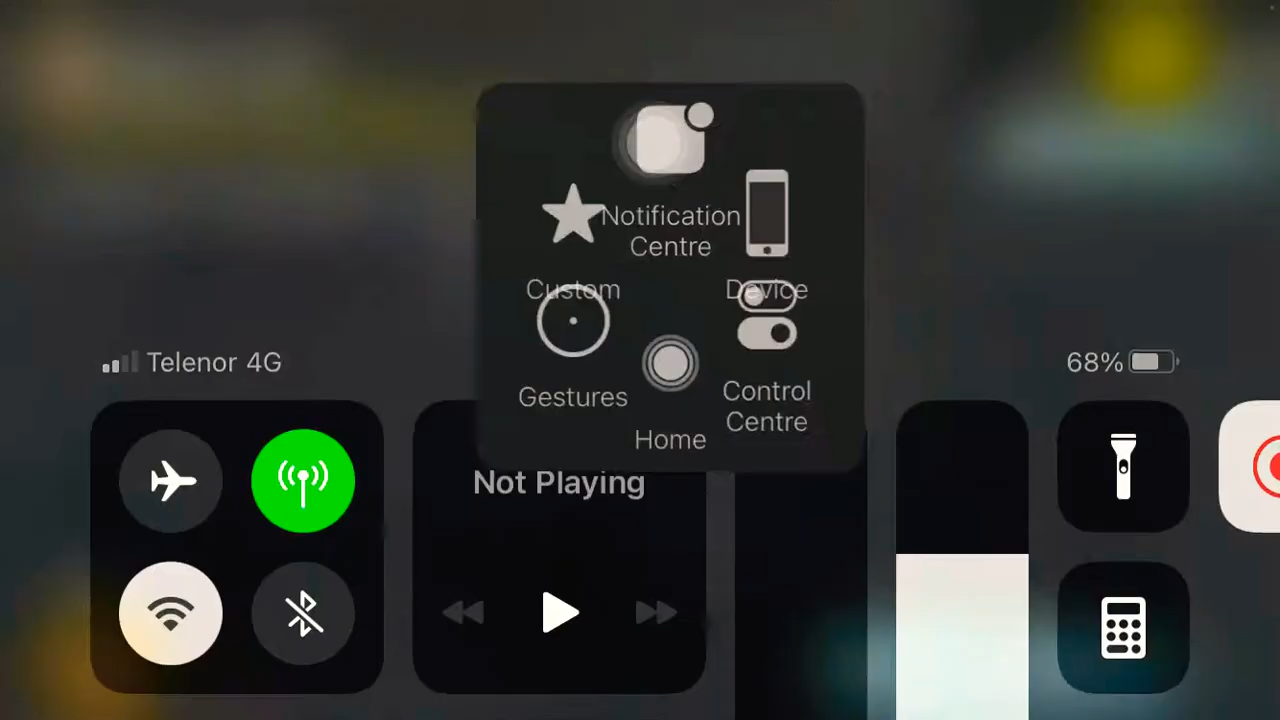 Notification
Centre
Custom
Device
Telenor 4G
68%
Gestures
Control
Centre
Home
Not Playing